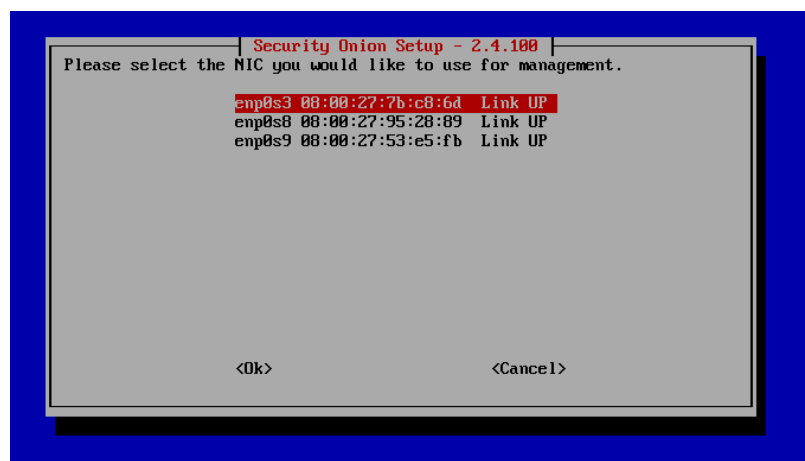 Security Onion Setup - 2.4.100
Please select the NIC you would like to use for management.
enp0s3 08:00:27:7b:c8:6d Link UP
enp0s8 08:00:27:95:28:89 Link UP
enp0s9 08:00:27:53:e5:fb Link UP
<Ok> <Cancel>